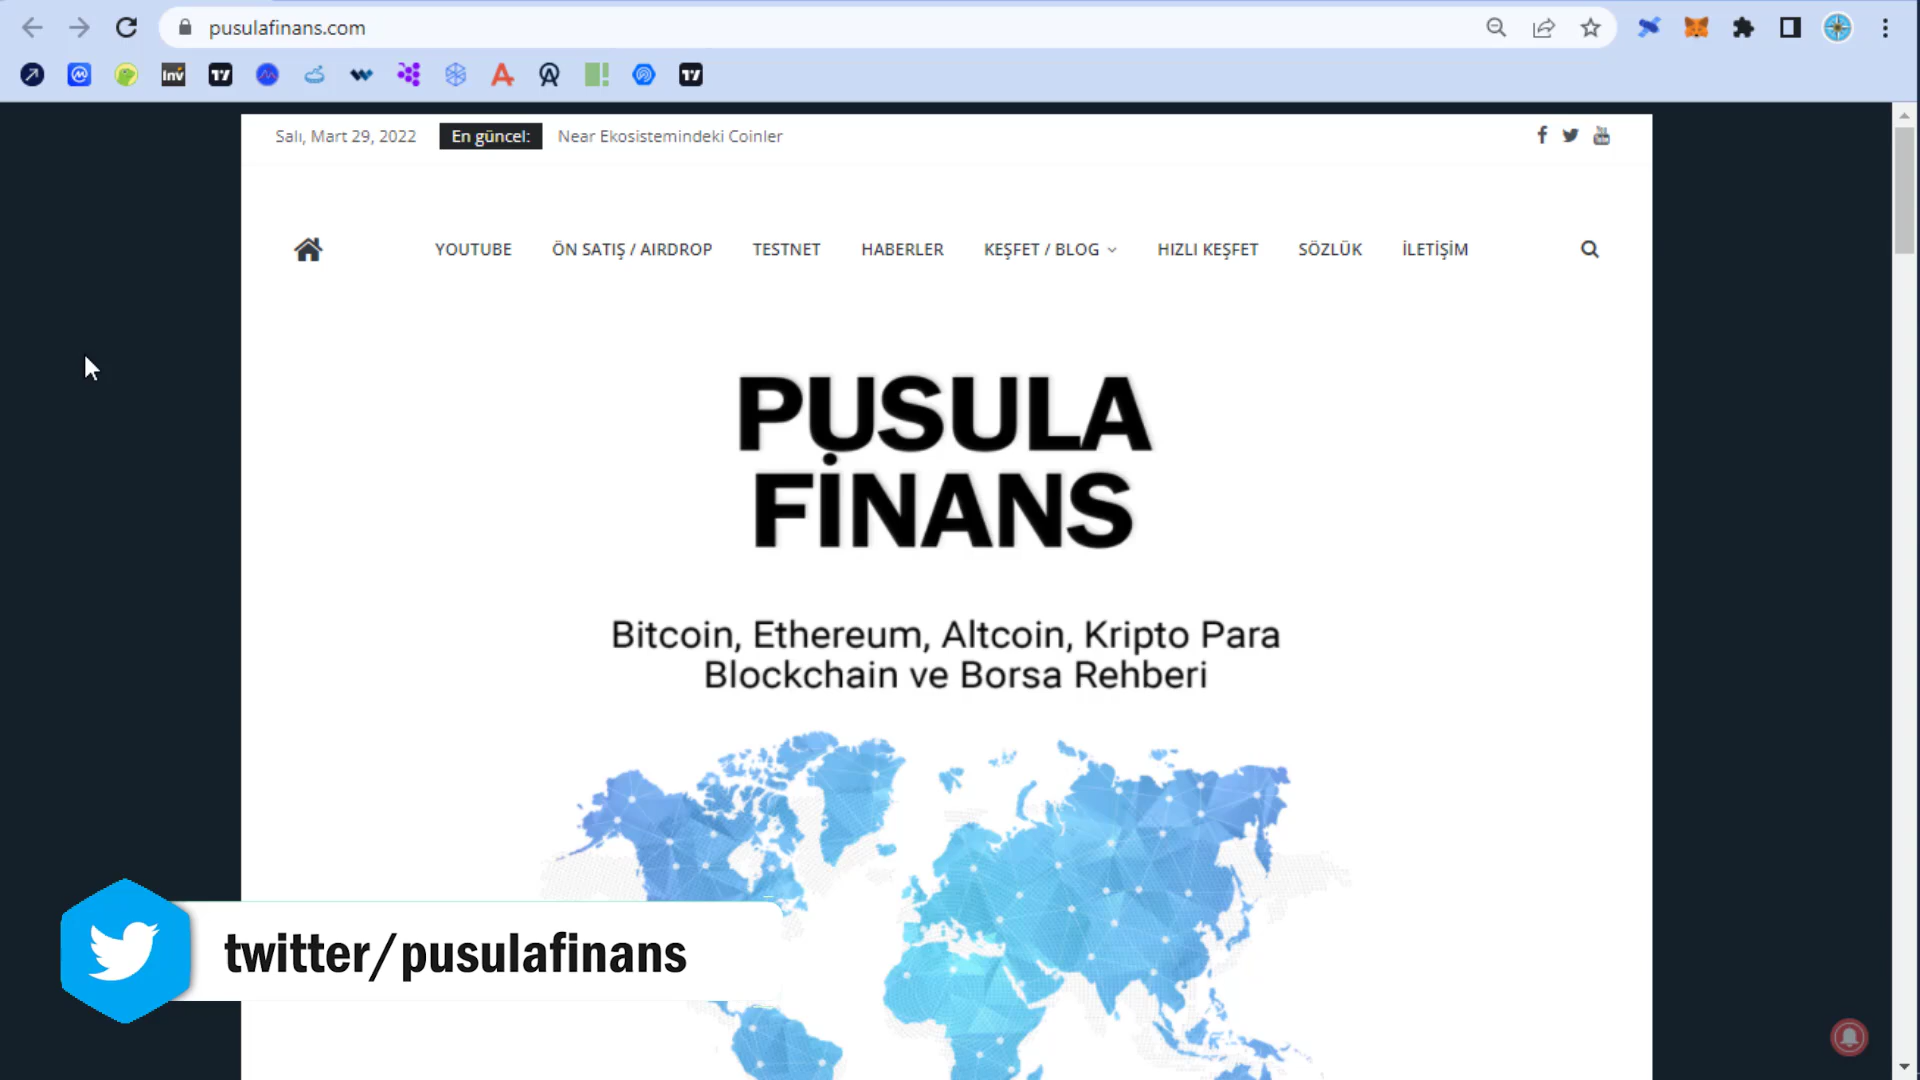 pusulafinans.com
Inv
Salı, Mart 29, 2022
En güncel:
Near Ekosistemindeki Coinler
YOUTUBE
ÖN SATIŞ / AIRDROP
TESTNET
HABERLER
KEŞFET / BLOG
HIZLI KEŞFET
SÖZLÜK
İLETİŞİM
PUSULA
FİNANS
Bitcoin, Ethereum, Altcoin, Kripto Para
Blockchain ve Borsa Rehberi
twitter/pusulafinans